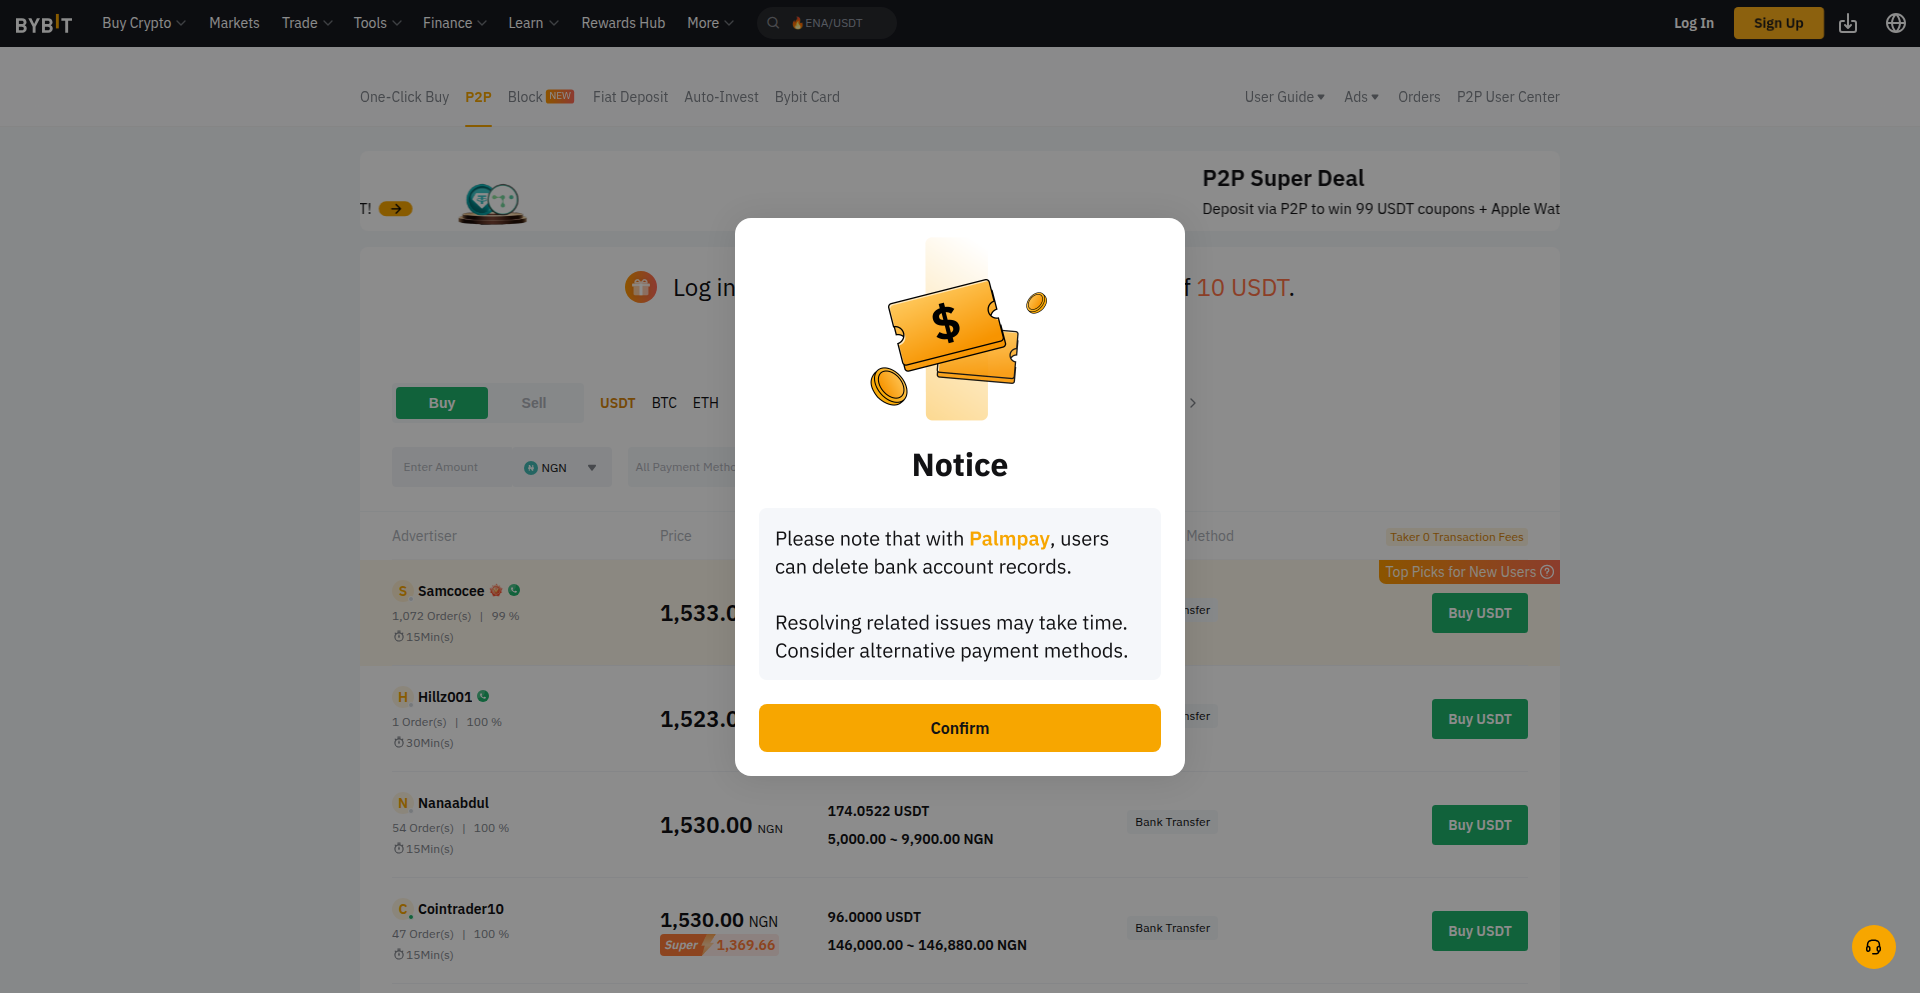 BYBIT
Buy Crypto
Markets
Trade
Tools
Finance
Learn
Rewards Hub
More
🔥ENA/USDT
Log In
Sign Up
One-Click Buy
P2P
Block NEW
Fiat Deposit
Auto-Invest
Bybit Card
User Guide
Ads
Orders
P2P User Center
T!
P2P Super Deal
Deposit via P2P to win 99 USDT coupons + Apple Wat
Log in
f 10 USDT.
Buy
Sell
USDT
BTC
ETH
Enter Amount
NGN
All Payment Metho
Advertiser
Price
Method
Taker 0 Transaction Fees
Top Picks for New Users
S Samcocee
1,072 Order(s) | 99 %
15Min(s)
1,533.0
nsfer
Buy USDT
H Hillz001
1 Order(s) | 100 %
30Min(s)
1,523.0
nsfer
Buy USDT
N Nanaabdul
54 Order(s) | 100 %
15Min(s)
1,530.00 NGN
174.0522 USDT
5,000.00 ~ 9,900.00 NGN
Bank Transfer
Buy USDT
C Cointrader10
47 Order(s) | 100 %
15Min(s)
1,530.00 NGN
Super 1,369.66
96.0000 USDT
146,000.00 ~ 146,880.00 NGN
Bank Transfer
Buy USDT
$
Notice
Please note that with Palmpay, users
can delete bank account records.
Resolving related issues may take time.
Consider alternative payment methods.
Confirm